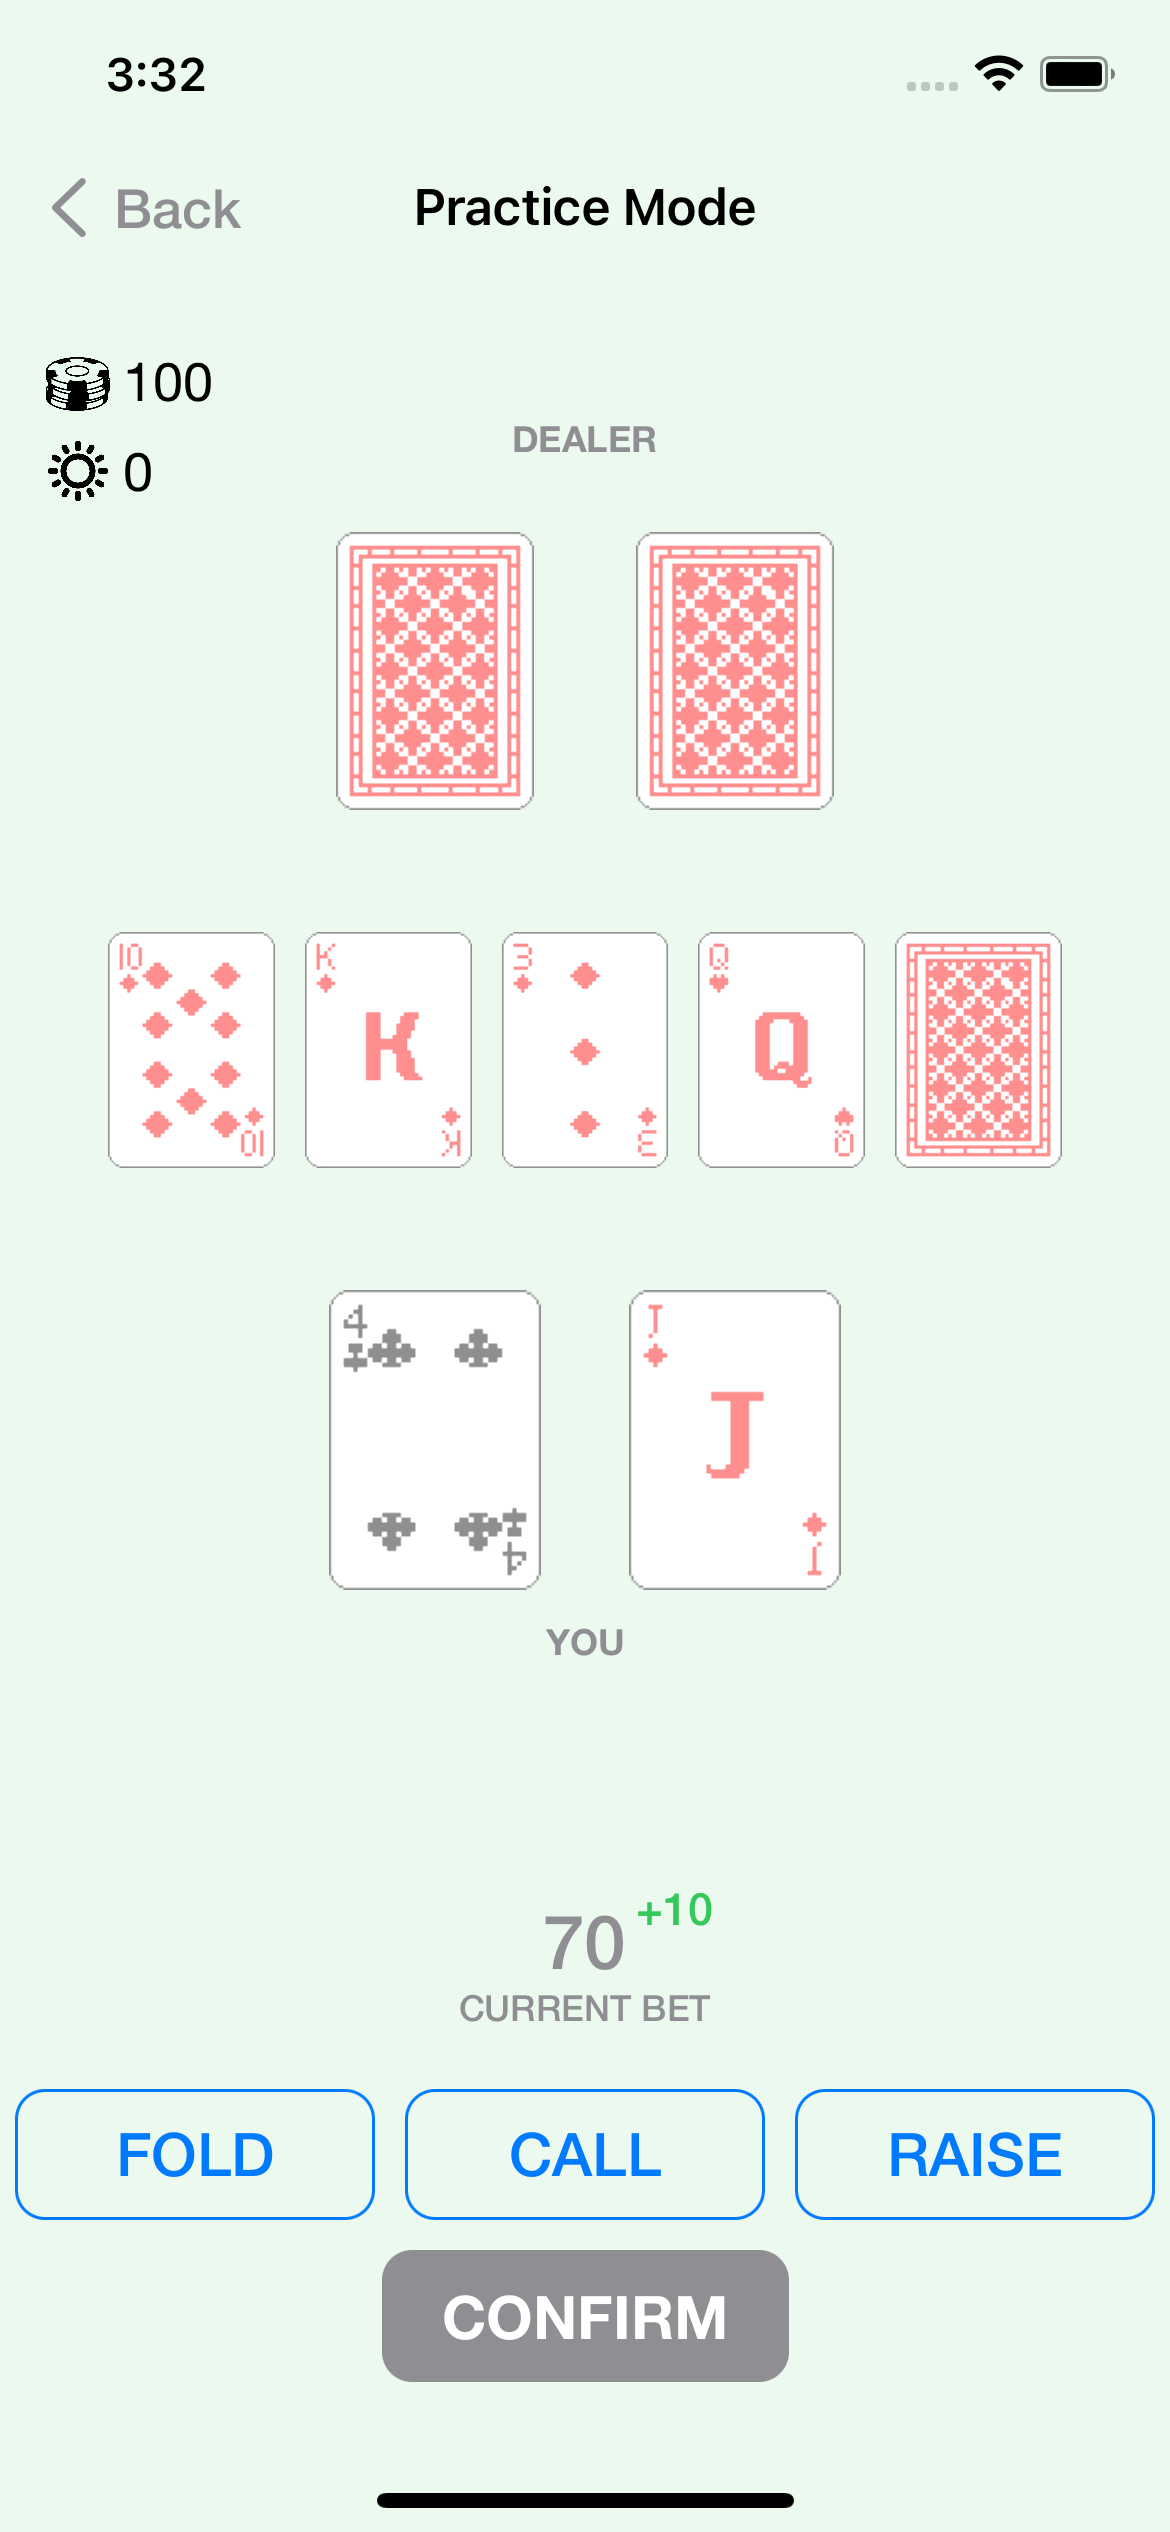 3:32
Back
Practice Mode
100
0
DEALER
10
10
K
K
K
3
3
Q
Q
Q
4
4
J
J
J
YOU
70 +10
CURRENT BET
FOLD
CALL
RAISE
CONFIRM